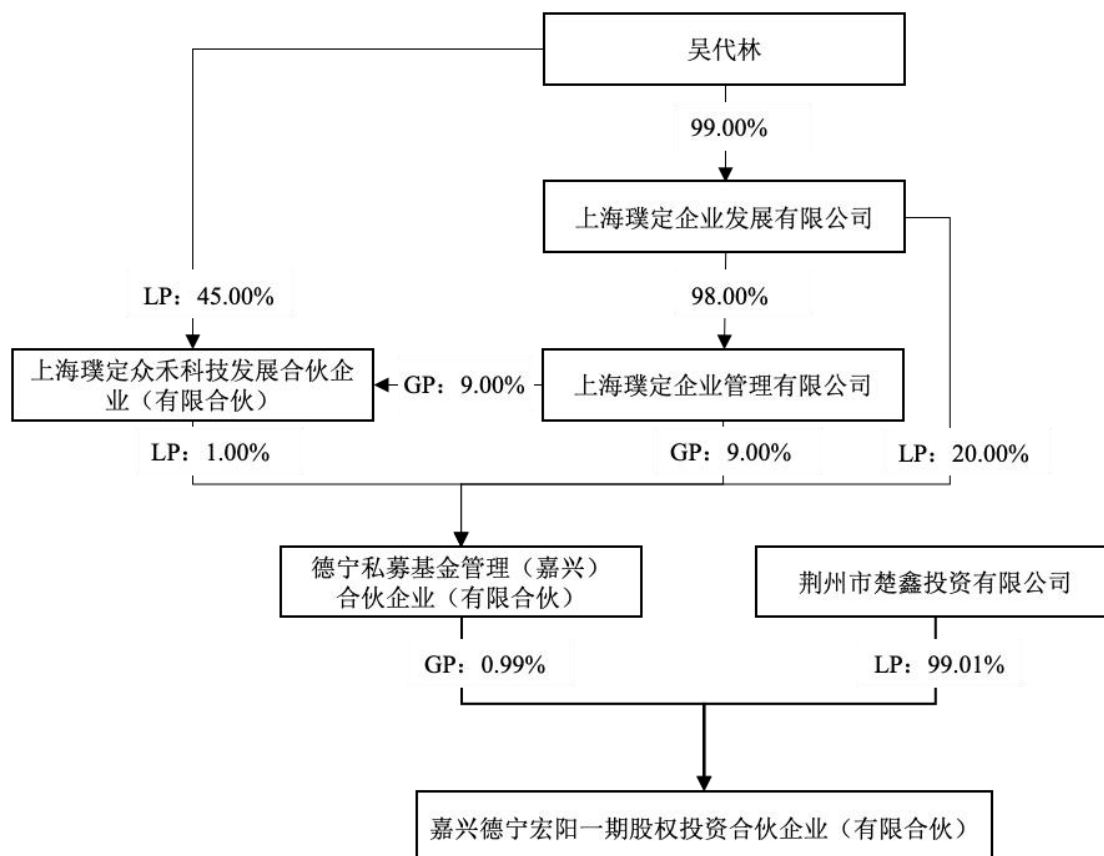 吴代林
99.00%
上海璞定企业发展有限公司
LP：45.00%
98.00%
上海璞定众禾科技发展合伙企
业（有限合伙）
GP：9.00%
上海璞定企业管理有限公司
LP：1.00%
GP：9.00%
LP：20.00%
德宁私募基金管理（嘉兴）
合伙企业（有限合伙）
荆州市楚鑫投资有限公司
GP：0.99%
LP：99.01%
嘉兴德宁宏阳一期股权投资合伙企业（有限合伙）